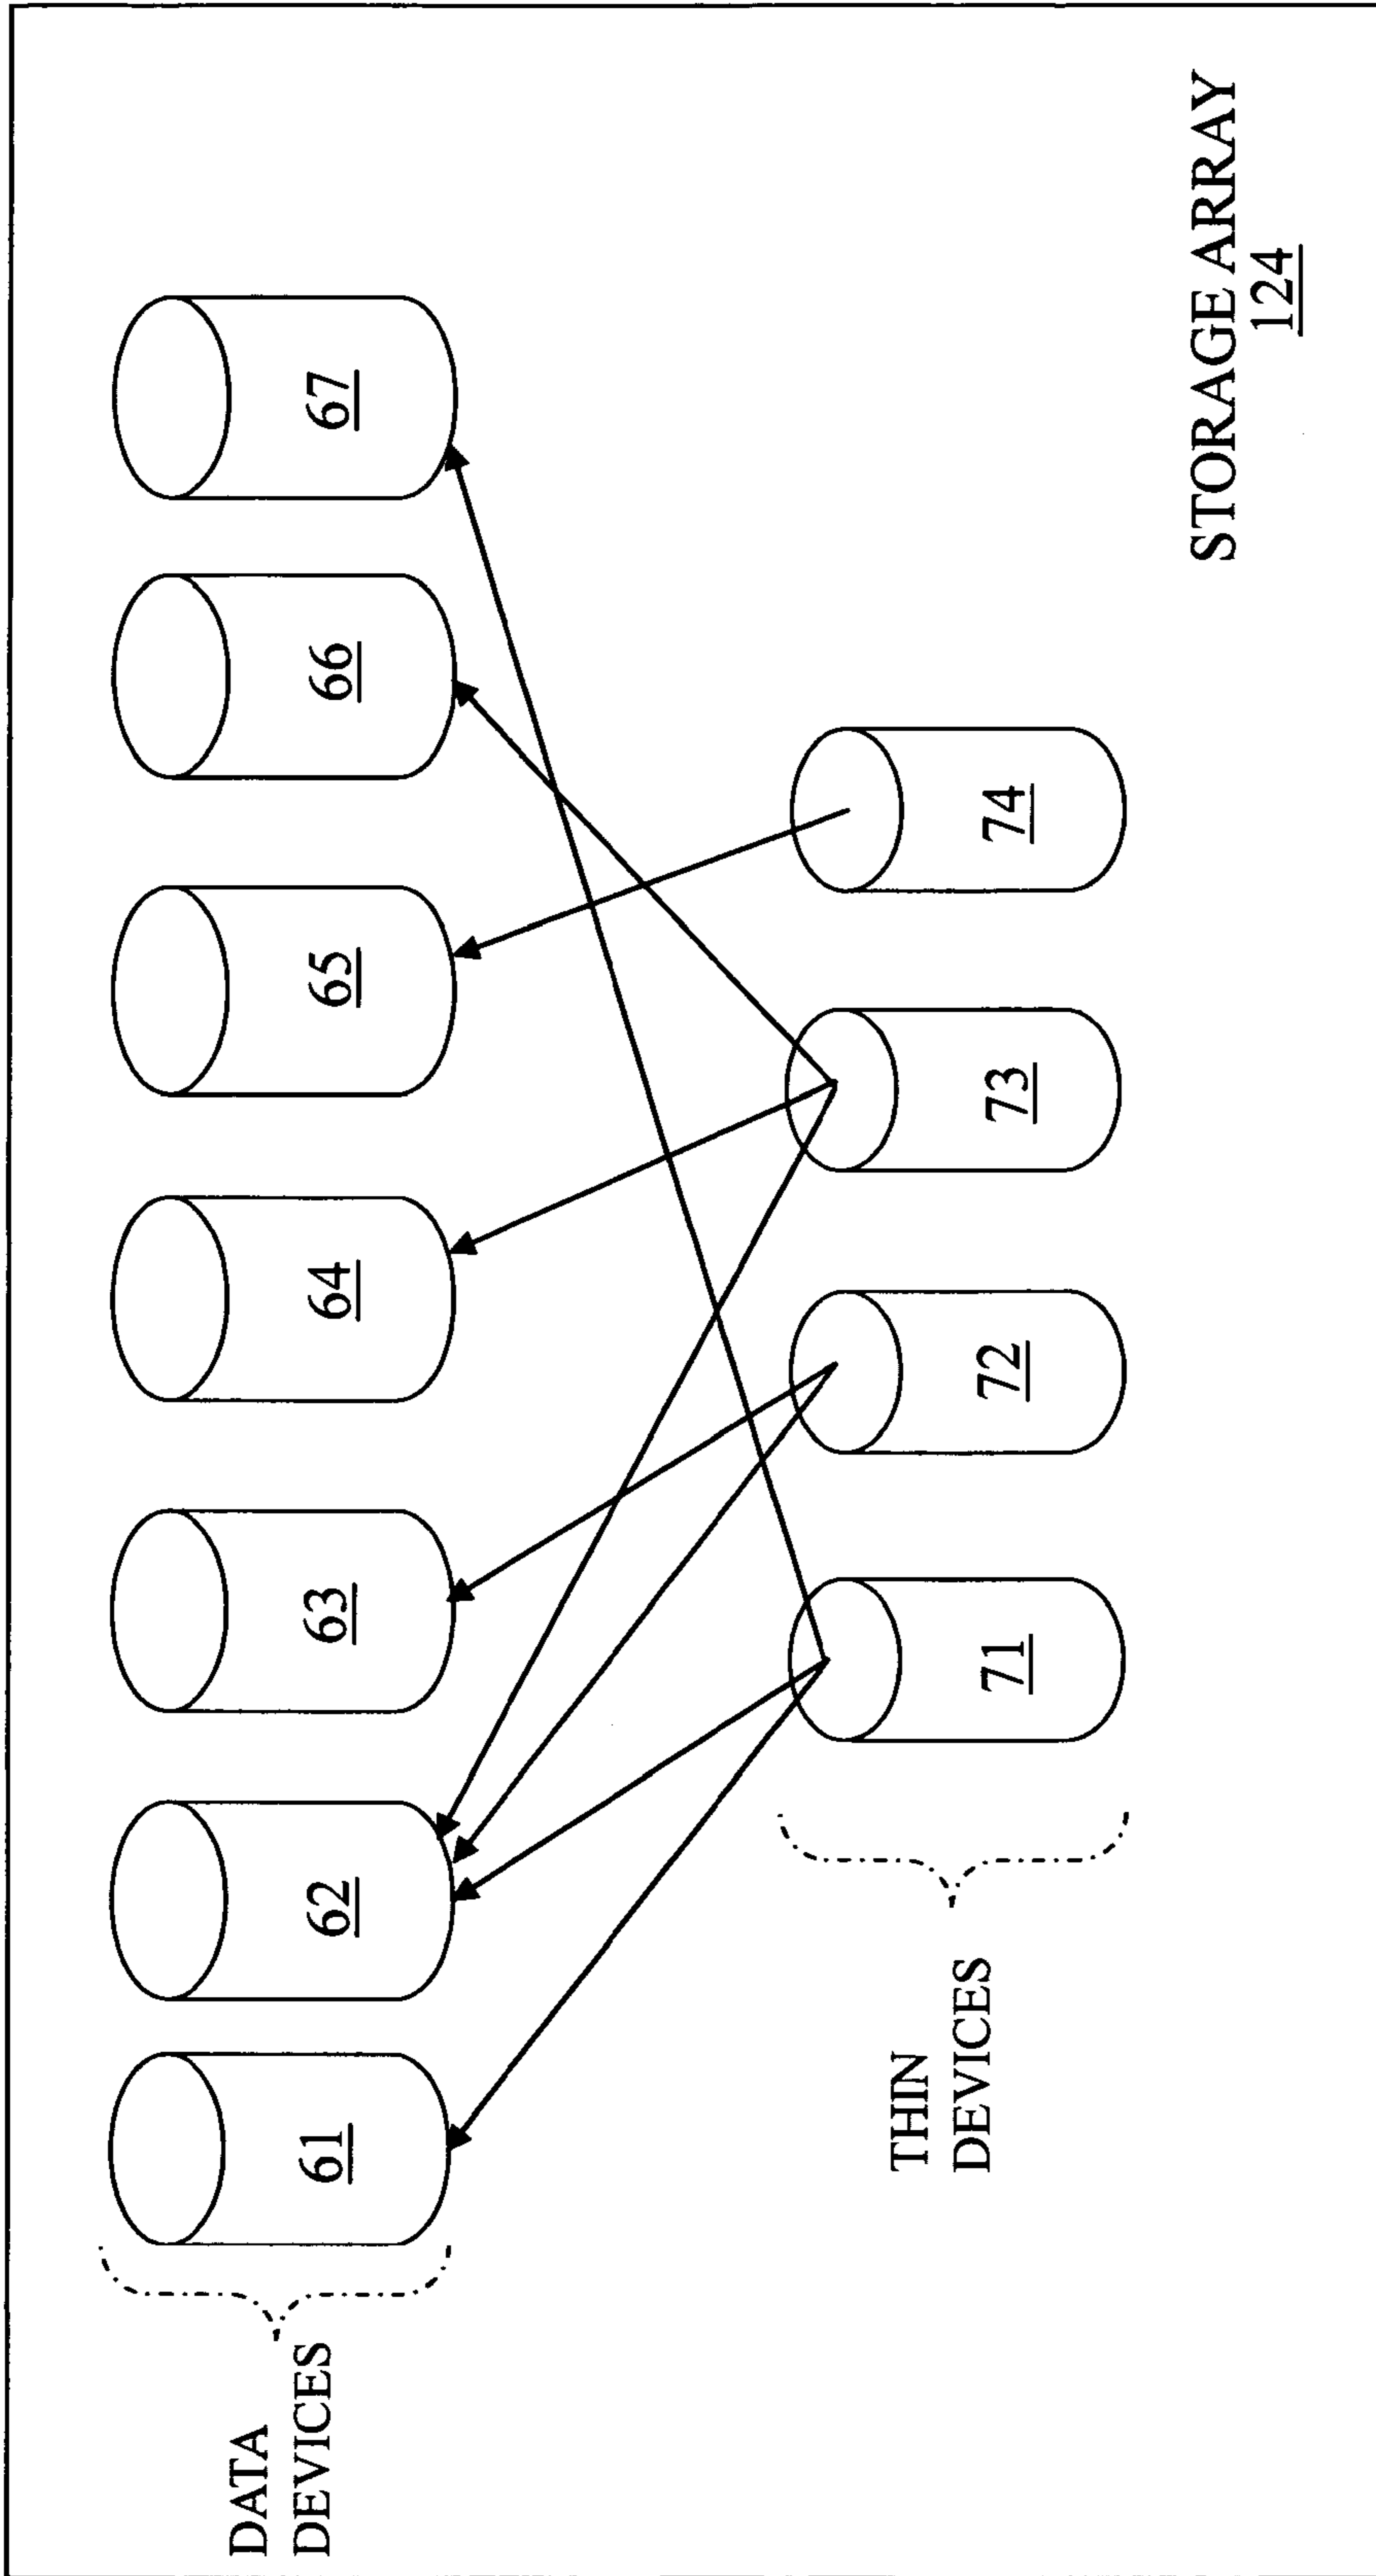 DATA
DEVICES
61
62
63
64
65
66
67
THIN
DEVICES
71
72
73
74
STORAGE ARRAY
124